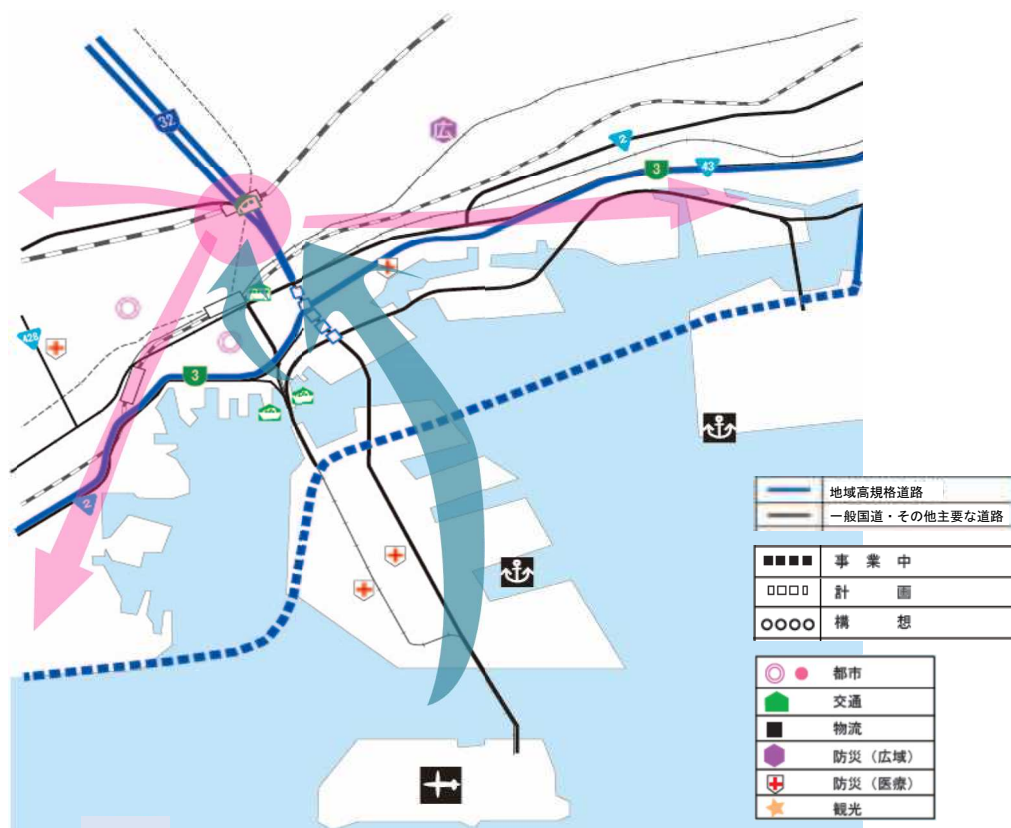 32
広
2
3
43
428
3
2
地域高規格道路
一般国道・その他主要な道路
事業中
計画
構想
都市
交通
物流
防災（広域）
防災（医療）
観光